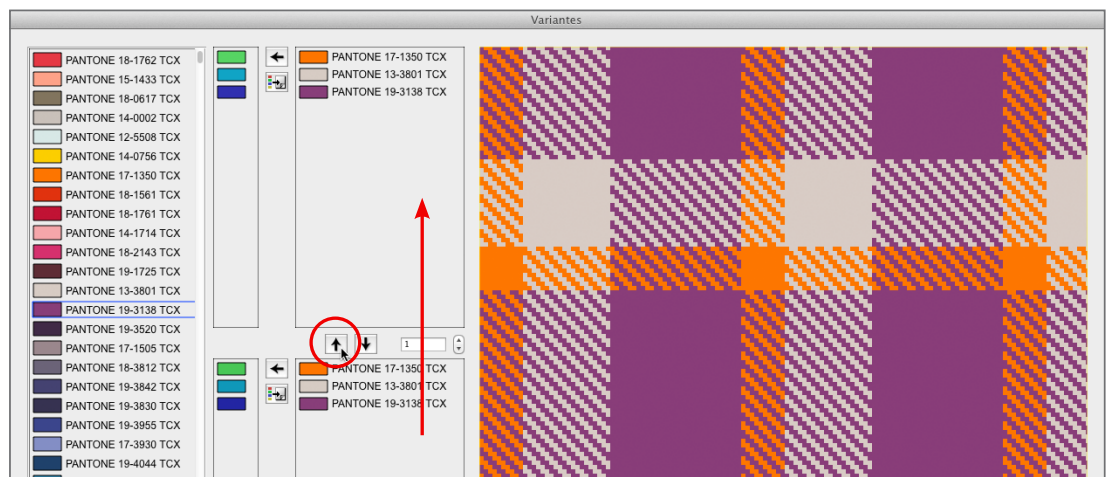 Variantes
PANTONE 18-1762 TCX
PANTONE 15-1433 TCX
PANTONE 18-0617 TCX
PANTONE 14-0002 TCX
PANTONE 12-5508 TCX
PANTONE 14-0756 TCX
PANTONE 17-1350 TCX
PANTONE 18-1561 TCX
PANTONE 18-1761 TCX
PANTONE 14-1714 TCX
PANTONE 18-2143 TCX
PANTONE 19-1725 TCX
PANTONE 13-3801 TCX
PANTONE 19-3138 TCX
PANTONE 19-3520 TCX
PANTONE 17-1505 TCX
PANTONE 18-3812 TCX
PANTONE 19-3842 TCX
PANTONE 19-3830 TCX
PANTONE 19-3955 TCX
PANTONE 17-3930 TCX
PANTONE 19-4044 TCX
PANTONE 17-1350 TCX
PANTONE 13-3801 TCX
PANTONE 19-3138 TCX
1
PANTONE 17-1350 TCX
PANTONE 13-3801 TCX
PANTONE 19-3138 TCX